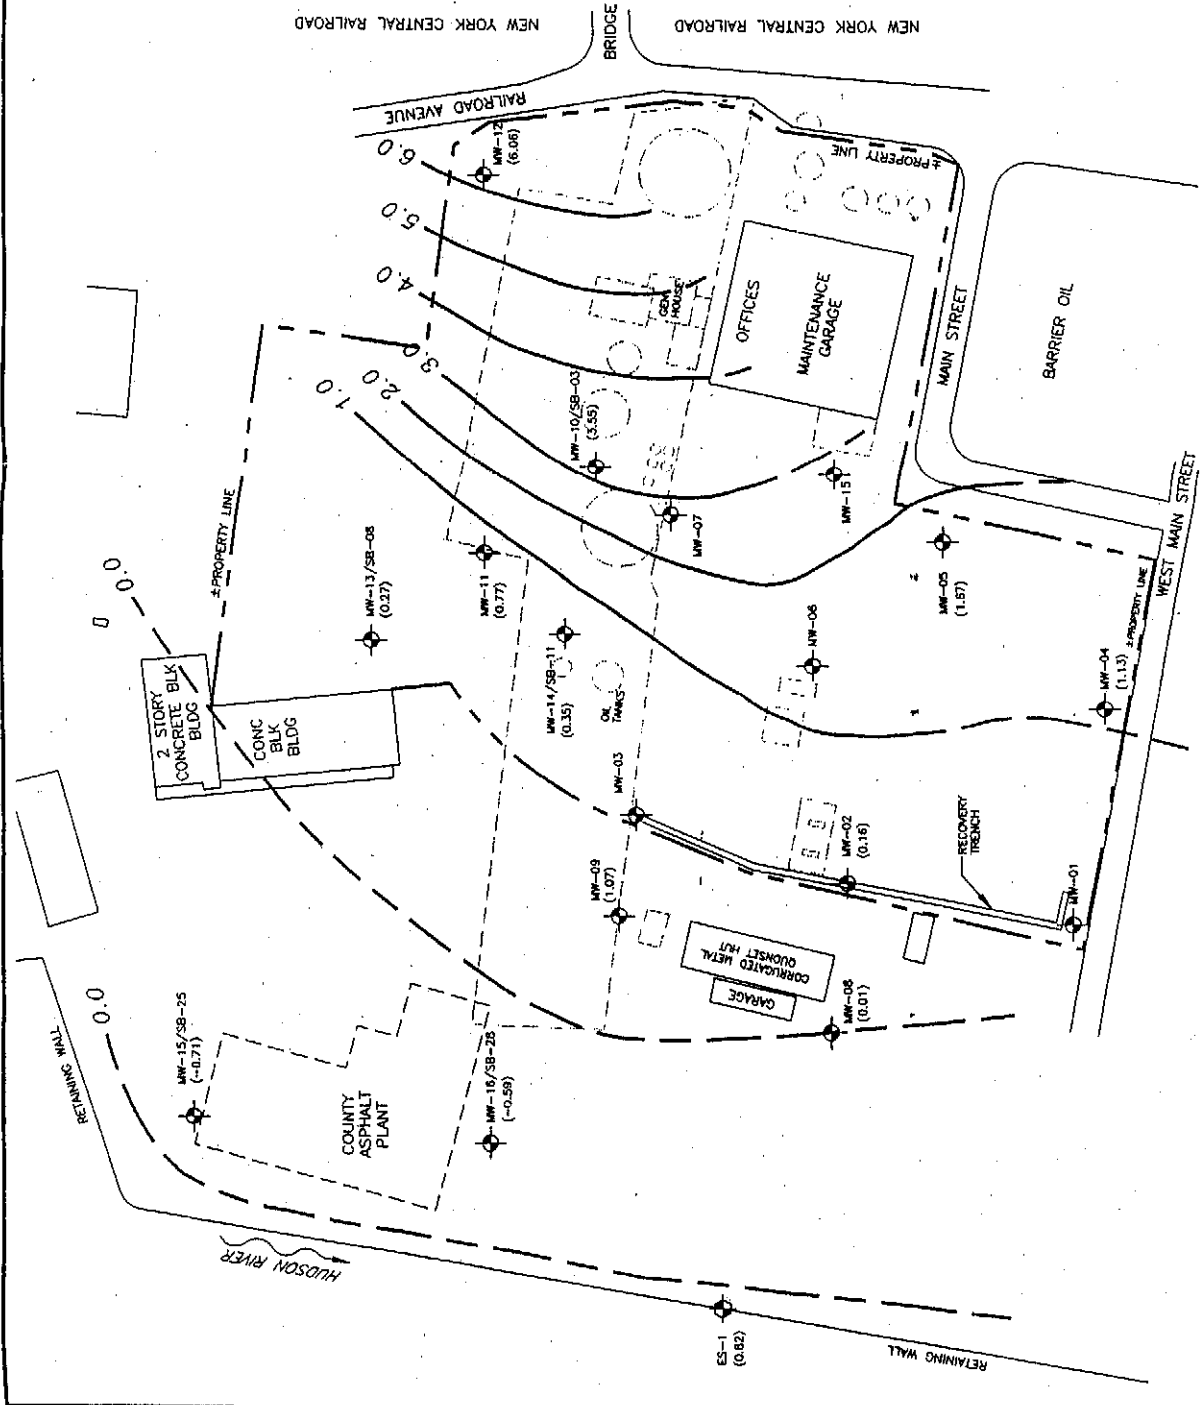 NEW YORK CENTRAL RAILROAD
NEW YORK CENTRAL RAILROAD
BRIDGE
RAILROAD AVENUE
6.0
MW-12
(6.06)
±PROPERTY LINE
5.0
4.0
GEN
HOUSE
OFFICES
MAINTENANCE
GARAGE
MAIN STREET
BARRIER OIL
3.0
2.0
1.0
MW-10/SB-03
(3.55)
MW-15
MW-07
WEST MAIN STREET
±PROPERTY LINE
0.0
MW-13/SB-08
(0.27)
MW-11
(0.77)
MW-05
(1.67)
MW-14/SB-11
(0.35)
OIL
TANKS
MW-06
MW-04
(1.13)
±PROPERTY LINE
2 STORY
CONCRETE BLK
BLDG
CONC
BLK
BLDG
MW-03
MW-02
(0.16)
RECOVERY
TRENCH
MW-09
(1.07)
MW-01
CORRUGATED METAL
QUONSET HUT
GARAGE
MW-08
(0.01)
RETAINING WALL
0.0
MW-15/SB-25
(-0.71)
COUNTY
ASPHALT
PLANT
MW-16/SB-28
(-0.59)
HUDSON RIVER
ES-1
(0.82)
RETAINING WALL